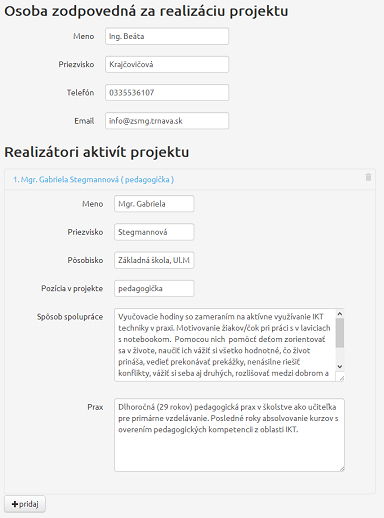 Osoba zodpovedná za realizáciu projektu
Meno Ing. Beáta
Priezvisko Krajčovičová
Telefón 0335536107
Email info@zsmg.trnava.sk
Realizátori aktivít projektu
1. Mgr. Gabriela Stegmannová ( pedagogička )
Meno Mgr. Gabriela
Priezvisko Stegmannová
Pôsobisko Základná škola, Ul.M
Pozícia v projekte pedagogička
Spôsob spolupráce Vyučovacie hodiny so zameraním na aktívne využívanie IKT
techniky v praxi. Motivovanie žiakov/čok pri práci s v laviciach
s notebookom. Pomocou nich pomôcť deťom zorientovať
sa v živote, naučiť ich vážiť si všetko hodnotné, čo život
prináša, vedieť prekonávať prekážky, nenásilne riešiť
konflikty, vážiť si seba aj druhých, rozlišovať medzi dobrom a
Prax Dlhoročná (29 rokov) pedagogická prax v školstve ako učiteľka
pre primárne vzdelávanie. Posledné roky absolvovanie kurzov s
overením pedagogických kompetencií z oblasti IKT.
+pridaj